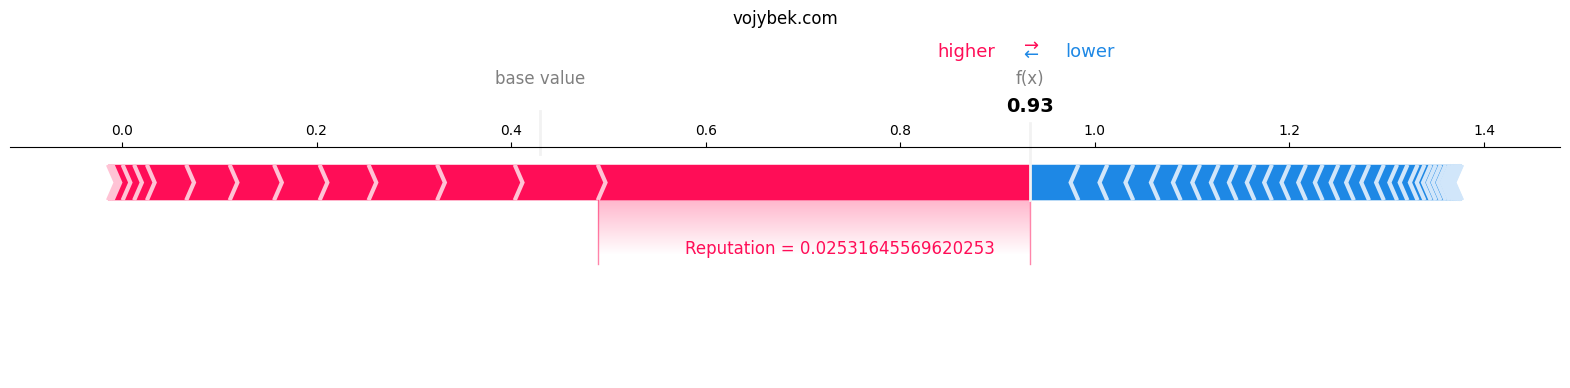 vojybek.com
higher ⇄ lower
base value f(x)
0.93
0.0 0.2 0.4 0.6 0.8 1.0 1.2 1.4
Reputation = 0.02531645569620253